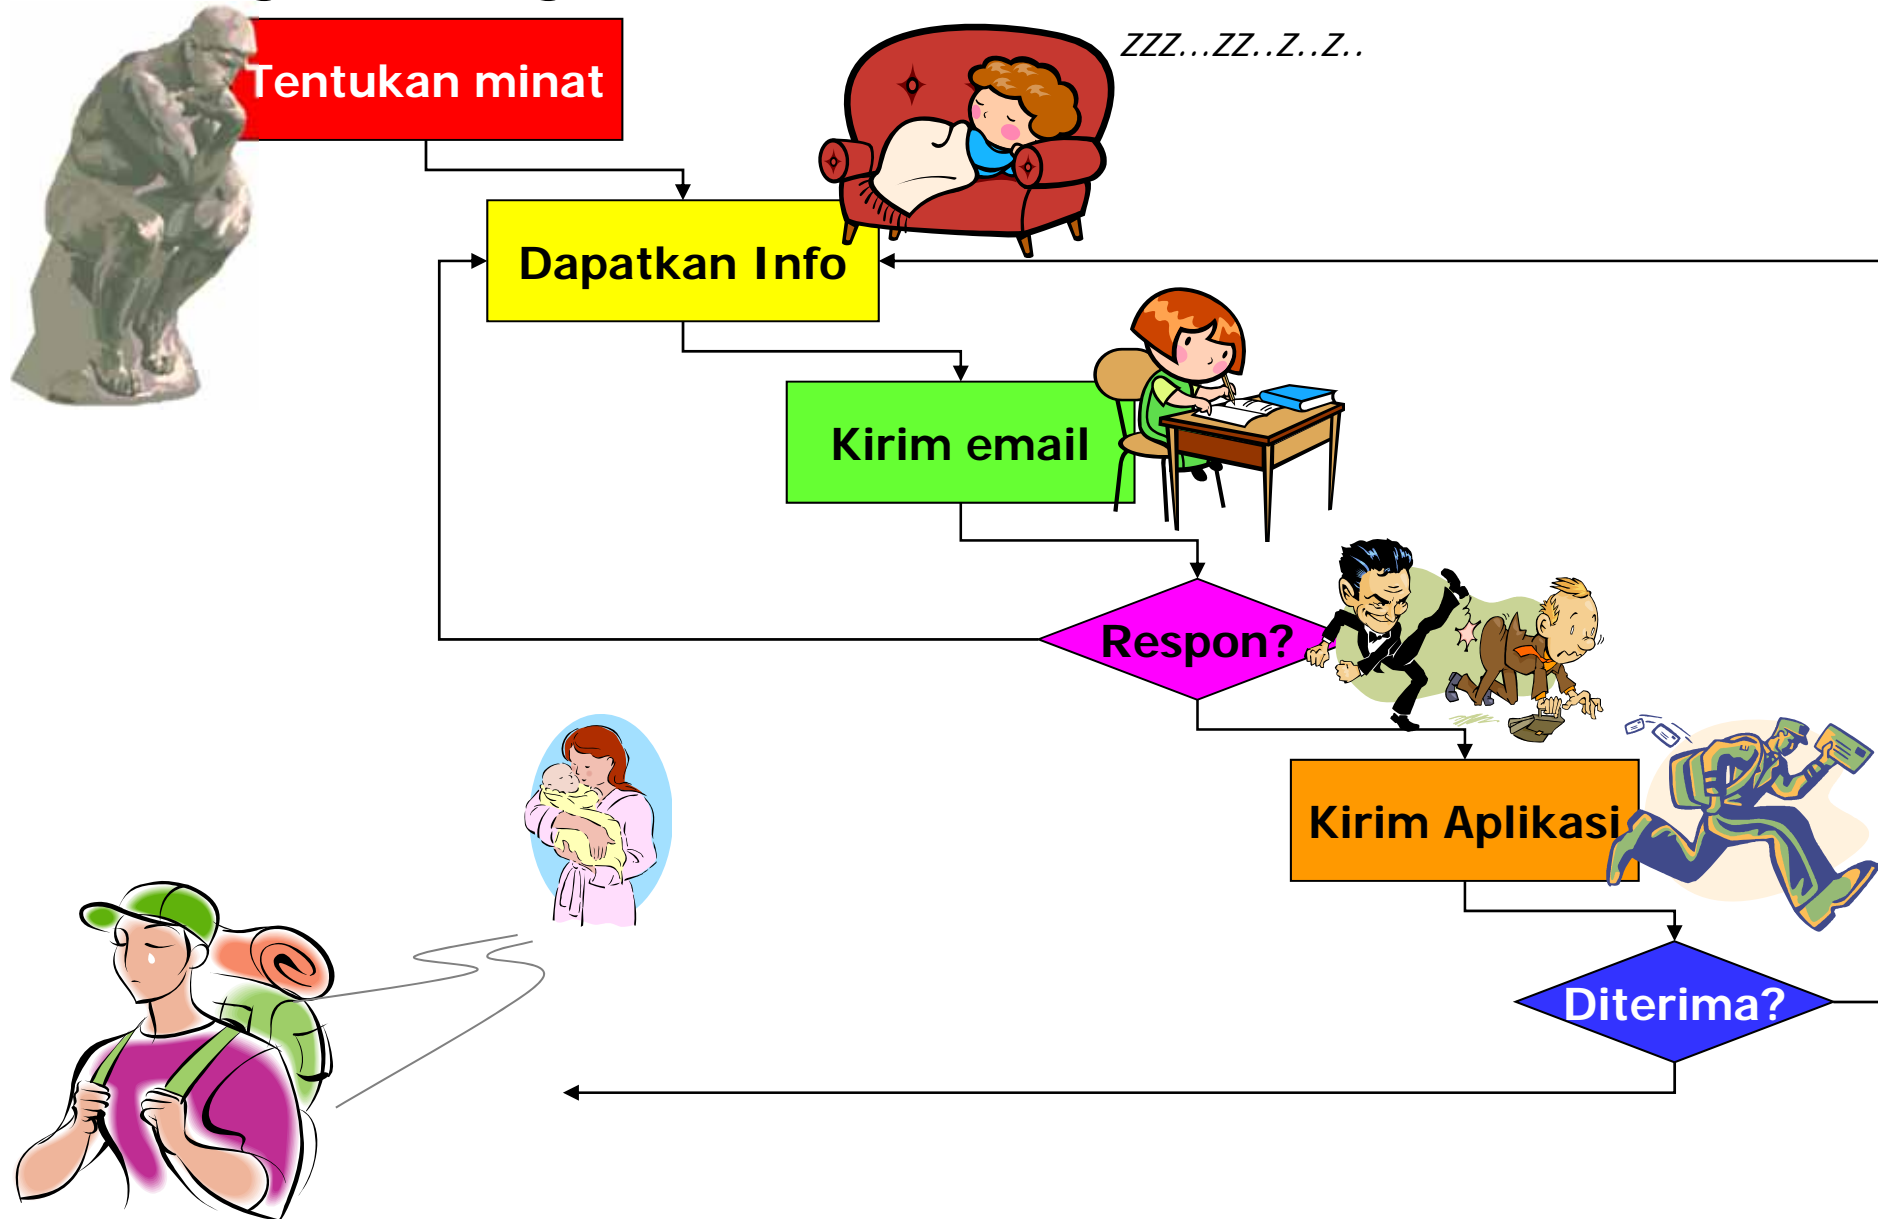 Tentukan minat
ZZZ...ZZ..Z..Z..
Dapatkan Info
Kirim email
Respon?
Kirim Aplikasi
Diterima?